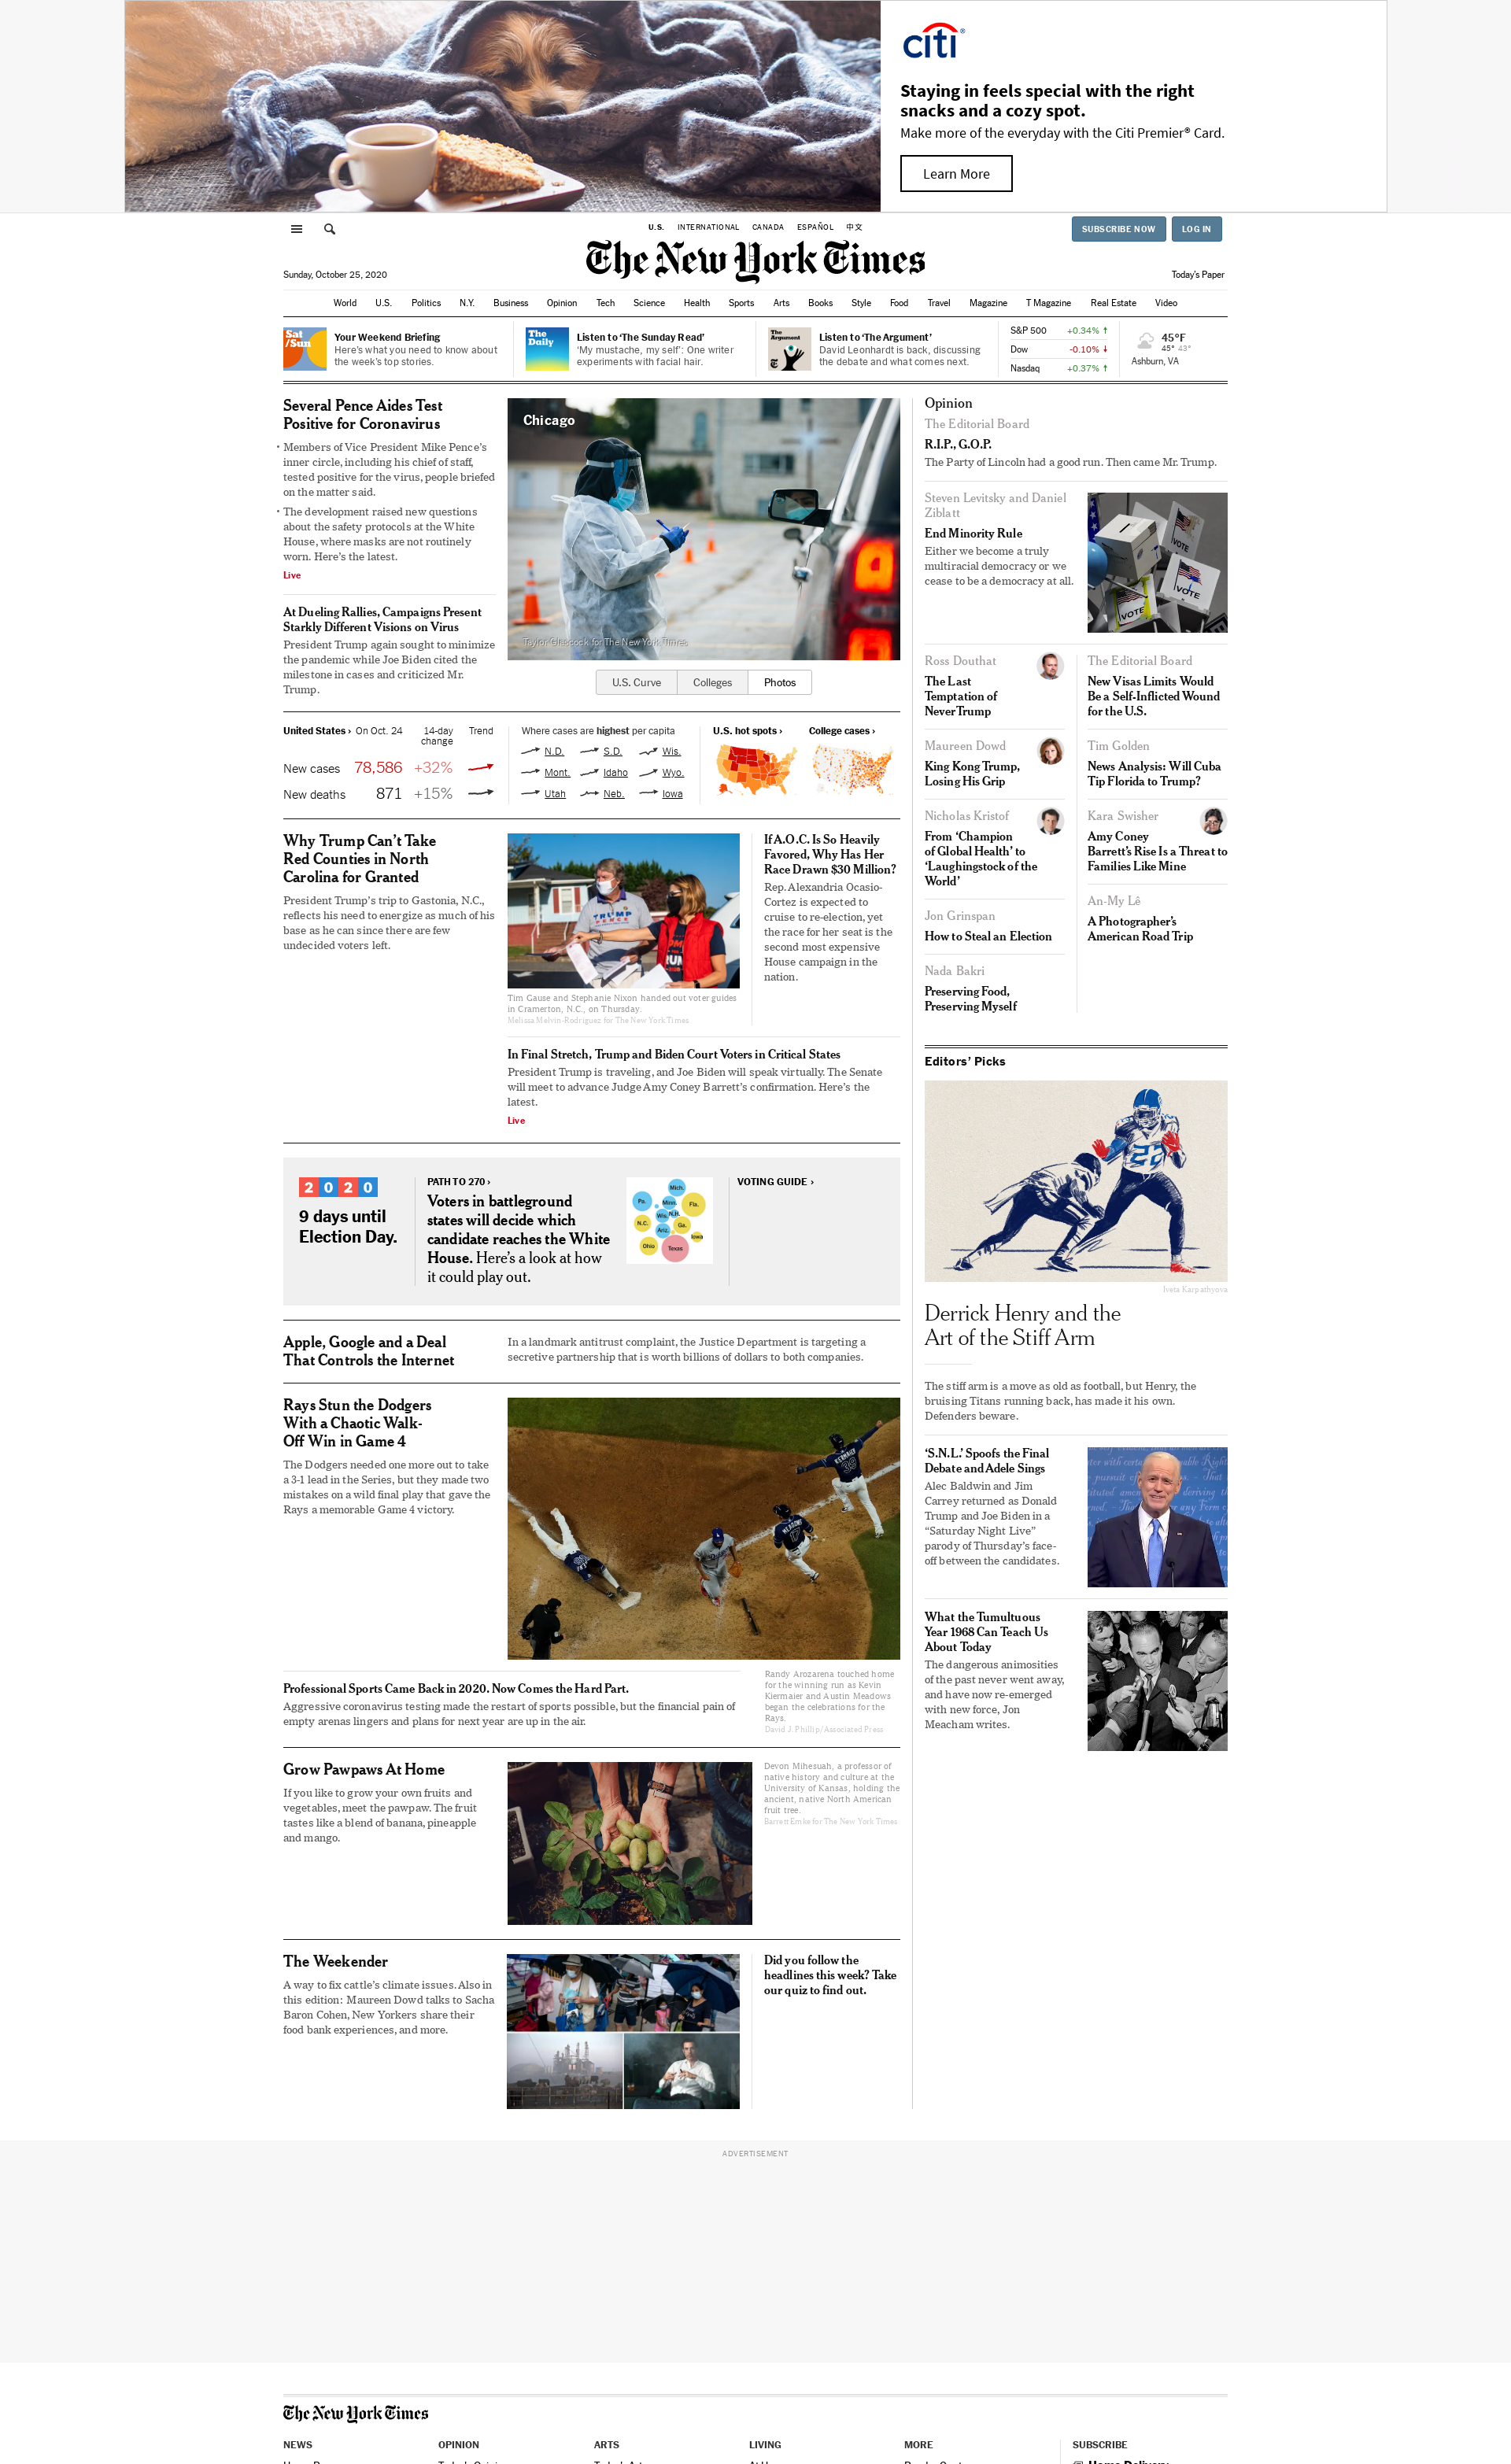 citi
Staying in feels special with the right
snacks and a cozy spot.
Make more of the everyday with the Citi Premier® Card.
Learn More
U.S. INTERNATIONAL CANADA ESPAÑOL 中文
SUBSCRIBE NOW LOG IN
The New York Times
Sunday, October 25, 2020
Today's Paper
World U.S. Politics N.Y. Business Opinion Tech Science Health Sports Arts Books Style Food Travel Magazine T Magazine Real Estate Video
Sat
/Sun
Your Weekend Briefing
Here's what you need to know about
the week's top stories.
The
Daily
Listen to ‘The Sunday Read’
‘My mustache, my self’: One writer
experiments with facial hair.
The
Argument
Listen to ‘The Argument’
David Leonhardt is back, discussing
the debate and what comes next.
S&P 500 +0.34% ↑
Dow -0.10% ↓
Nasdaq +0.37% ↑
45°F
45° 43°
Ashburn, VA
Several Pence Aides Test
Positive for Coronavirus
• Members of Vice President Mike Pence’s
inner circle, including his chief of staff,
tested positive for the virus, people briefed
on the matter said.
• The development raised new questions
about the safety protocols at the White
House, where masks are not routinely
worn. Here’s the latest.
Live
At Dueling Rallies, Campaigns Present
Starkly Different Visions on Virus
President Trump again sought to minimize
the pandemic while Joe Biden cited the
milestone in cases and criticized Mr.
Trump.
Chicago
Taylor Glascock for The New York Times
U.S. Curve Colleges Photos
United States › On Oct. 24 14-day
change Trend
New cases 78,586 +32%
New deaths 871 +15%
Where cases are highest per capita
N.D. S.D. Wis.
Mont. Idaho Wyo.
Utah Neb. Iowa
U.S. hot spots ›
College cases ›
Why Trump Can’t Take
Red Counties in North
Carolina for Granted
President Trump’s trip to Gastonia, N.C.,
reflects his need to energize as much of his
base as he can since there are few
undecided voters left.
TRUMP
PENCE
Tim Gause and Stephanie Nixon handed out voter guides
in Cramerton, N.C., on Thursday.
Melissa Melvin-Rodriguez for The New York Times
If A.O.C. Is So Heavily
Favored, Why Has Her
Race Drawn $30 Million?
Rep. Alexandria Ocasio-
Cortez is expected to
cruise to re-election, yet
the race for her seat is the
second most expensive
House campaign in the
nation.
In Final Stretch, Trump and Biden Court Voters in Critical States
President Trump is traveling, and Joe Biden will speak virtually. The Senate
will meet to advance Judge Amy Coney Barrett’s confirmation. Here’s the
latest.
Live
2020
9 days until
Election Day.
PATH TO 270 ›
Voters in battleground
states will decide which
candidate reaches the White
House. Here’s a look at how
it could play out.
Mich.
Pa. Minn. Fla.
Wis. N.H.
N.C. Ga.
Ariz. Iowa
Ohio Texas
VOTING GUIDE ›
Apple, Google and a Deal
That Controls the Internet
In a landmark antitrust complaint, the Justice Department is targeting a
secretive partnership that is worth billions of dollars to both companies.
Rays Stun the Dodgers
With a Chaotic Walk-
Off Win in Game 4
The Dodgers needed one more out to take
a 3-1 lead in the Series, but they made two
mistakes on a wild final play that gave the
Rays a memorable Game 4 victory.
KIERMAIER
39
MEADOWS
17
Randy Arozarena touched home
for the winning run as Kevin
Kiermaier and Austin Meadows
began the celebrations for the
Rays.
David J. Phillip/Associated Press
Professional Sports Came Back in 2020. Now Comes the Hard Part.
Aggressive coronavirus testing made the restart of sports possible, but the financial pain of
empty arenas lingers and plans for next year are up in the air.
Grow Pawpaws At Home
If you like to grow your own fruits and
vegetables, meet the pawpaw. The fruit
tastes like a blend of banana, pineapple
and mango.
Devon Mihesuah, a professor of
native history and culture at the
University of Kansas, holding the
ancient, native North American
fruit tree.
Barrett Emke for The New York Times
The Weekender
A way to fix cattle’s climate issues. Also in
this edition: Maureen Dowd talks to Sacha
Baron Cohen, New Yorkers share their
food bank experiences, and more.
Did you follow the
headlines this week? Take
our quiz to find out.
Opinion
The Editorial Board
R.I.P., G.O.P.
The Party of Lincoln had a good run. Then came Mr. Trump.
Steven Levitsky and Daniel
Ziblatt
End Minority Rule
Either we become a truly
multiracial democracy or we
cease to be a democracy at all.
VOTE
VOTE
VOTE
Ross Douthat
The Last
Temptation of
NeverTrump
Maureen Dowd
King Kong Trump,
Losing His Grip
Nicholas Kristof
From ‘Champion
of Global Health’ to
‘Laughingstock of the
World’
Jon Grinspan
How to Steal an Election
Nada Bakri
Preserving Food,
Preserving Myself
The Editorial Board
New Visas Limits Would
Be a Self-Inflicted Wound
for the U.S.
Tim Golden
News Analysis: Will Cuba
Tip Florida to Trump?
Kara Swisher
Amy Coney
Barrett’s Rise Is a Threat to
Families Like Mine
An-My Lê
A Photographer’s
American Road Trip
Editors’ Picks
Iveta Karpathyova
Derrick Henry and the
Art of the Stiff Arm
The stiff arm is a move as old as football, but Henry, the
bruising Titans running back, has made it his own.
Defenders beware.
‘S.N.L.’ Spoofs the Final
Debate and Adele Sings
Alec Baldwin and Jim
Carrey returned as Donald
Trump and Joe Biden in a
“Saturday Night Live”
parody of Thursday’s face-
off between the candidates.
What the Tumultuous
Year 1968 Can Teach Us
About Today
The dangerous animosities
of the past never went away,
and have now re-emerged
with new force, Jon
Meacham writes.
ADVERTISEMENT
The New York Times
NEWS OPINION ARTS LIVING MORE SUBSCRIBE